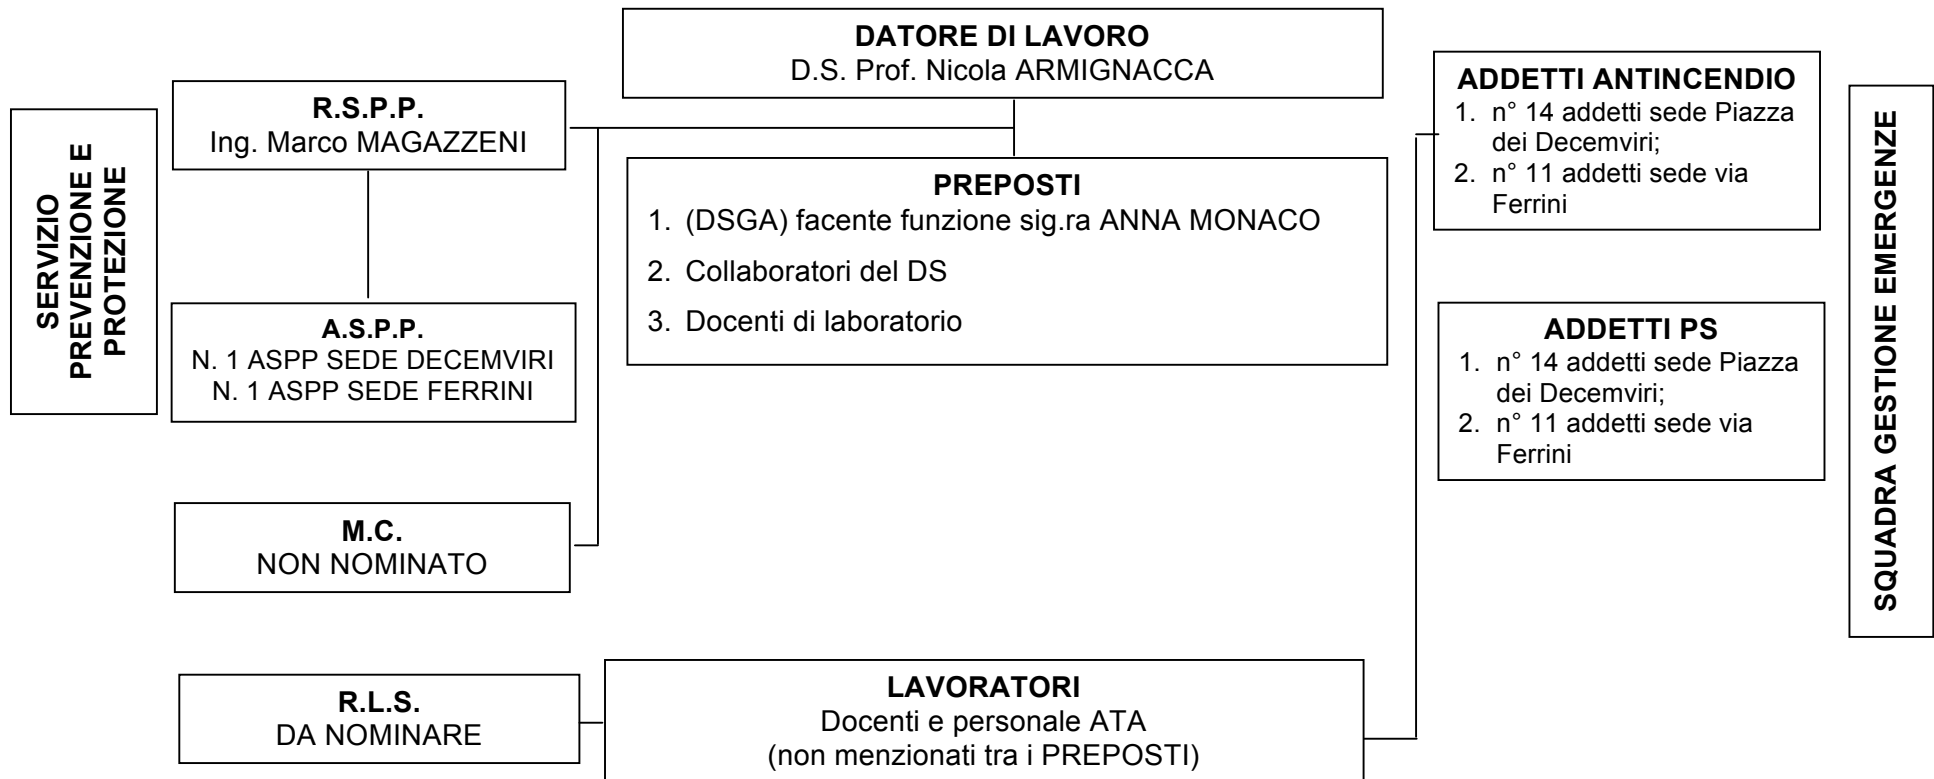 DATORE DI LAVORO
D.S. Prof. Nicola ARMIGNACCA
SERVIZIO
PREVENZIONE E
PROTEZIONE
R.S.P.P.
Ing. Marco MAGAZZENI
A.S.P.P.
N. 1 ASPP SEDE DECEMVIRI
N. 1 ASPP SEDE FERRINI
M.C.
NON NOMINATO
R.L.S.
DA NOMINARE
PREPOSTI
1. (DSGA) facente funzione sig.ra ANNA MONACO
2. Collaboratori del DS
3. Docenti di laboratorio
LAVORATORI
Docenti e personale ATA
(non menzionati tra i PREPOSTI)
ADDETTI ANTINCENDIO
1. n° 14 addetti sede Piazza
dei Decemviri;
2. n° 11 addetti sede via
Ferrini
ADDETTI PS
1. n° 14 addetti sede Piazza
dei Decemviri;
2. n° 11 addetti sede via
Ferrini
SQUADRA GESTIONE EMERGENZE